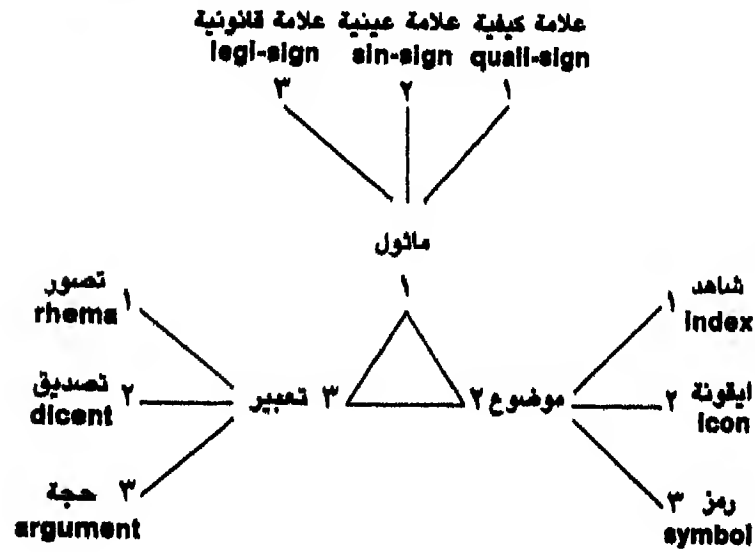 علامة كيفية علامة عينية علامة قانونية
legi-sign sin-sign quali-sign
٣ ٢ ١
ماثول
١
تصور ١
rhema
شاهد ١
index
تصديق ٢
dicent
تعبير ٣
موضوع ٢
ايقونة ٢
icon
حجة ٣
argument
رمز ٣
symbol